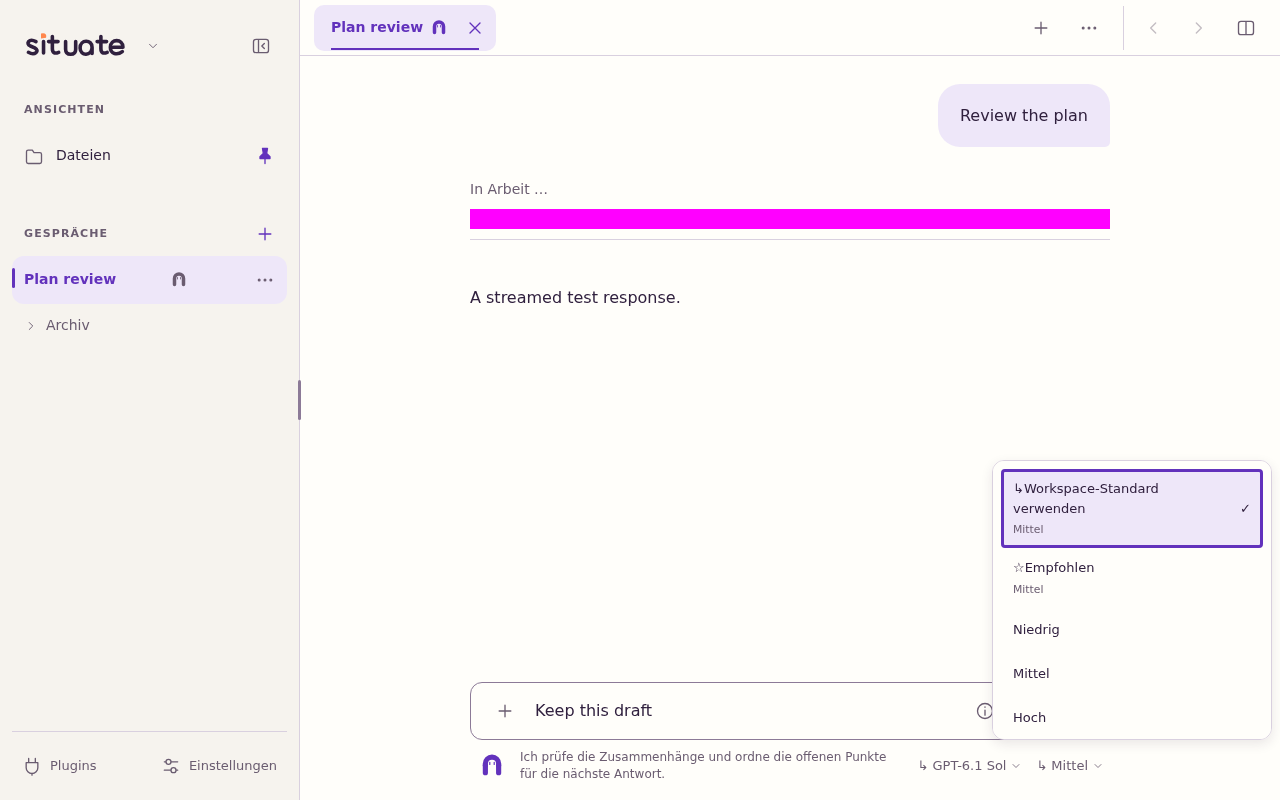 situate
Plan review
ANSICHTEN
Dateien
GESPRÄCHE
Plan review
Archiv
Review the plan
In Arbeit …
A streamed test response.
↳Workspace-Standard
verwenden
✓
Mittel
☆Empfohlen
Mittel
Niedrig
Mittel
Hoch
Keep this draft
Ich prüfe die Zusammenhänge und ordne die offenen Punkte
für die nächste Antwort.
↳ GPT-6.1 Sol
↳ Mittel
Plugins
Einstellungen